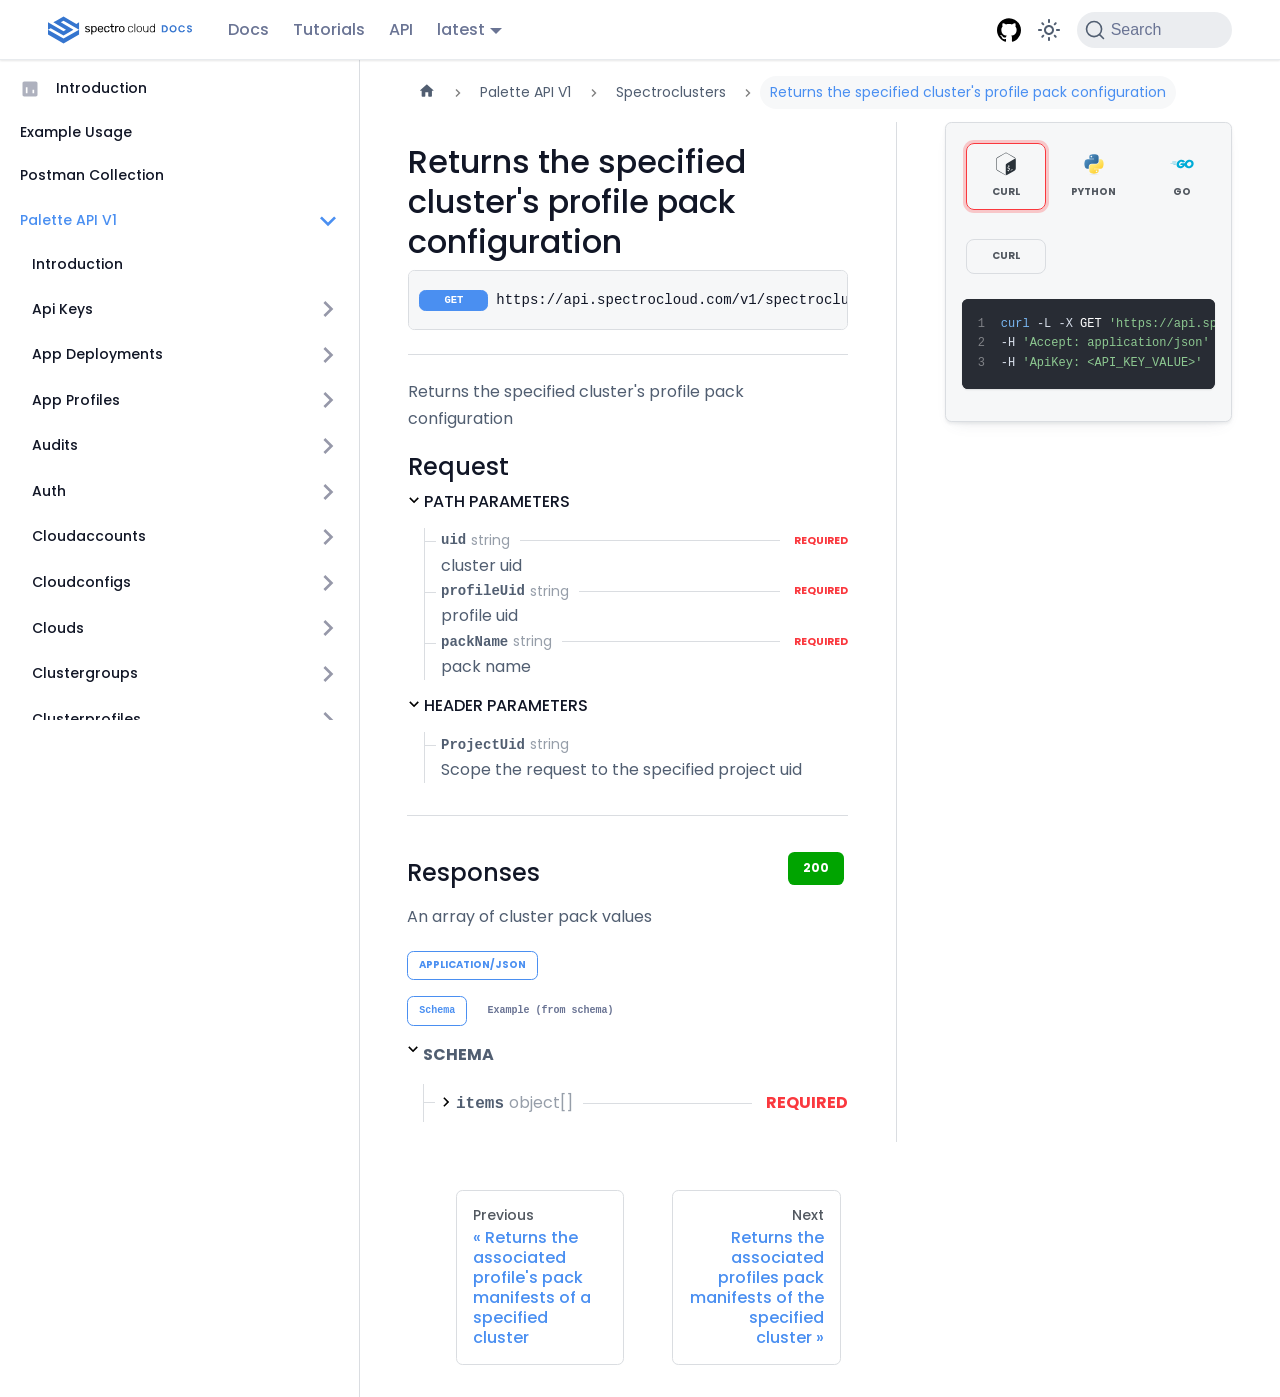 spectro cloud DOCS
Docs
Tutorials
API
latest
Search
Introduction
Example Usage
Postman Collection
Palette API V1
Introduction
Api Keys
App Deployments
App Profiles
Audits
Auth
Cloudaccounts
Cloudconfigs
Clouds
Clustergroups
Clusterprofiles
Palette API V1
Spectroclusters
Returns the specified cluster's profile pack configuration
Returns the specified
cluster's profile pack
configuration
GET https://api.spectrocloud.com/v1/spectroclu
Returns the specified cluster's profile pack
configuration
Request
PATH PARAMETERS
uid string REQUIRED
cluster uid
profileUid string REQUIRED
profile uid
packName string REQUIRED
pack name
HEADER PARAMETERS
ProjectUid string
Scope the request to the specified project uid
Responses
200
An array of cluster pack values
APPLICATION/JSON
Schema
Example (from schema)
SCHEMA
items object[] REQUIRED
CURL
PYTHON
GO
CURL
1 curl -L -X GET 'https://api.sp
2 -H 'Accept: application/json'
3 -H 'ApiKey: <API_KEY_VALUE>'
Previous
« Returns the
associated
profile's pack
manifests of a
specified
cluster
Next
Returns the
associated
profiles pack
manifests of the
specified
cluster »